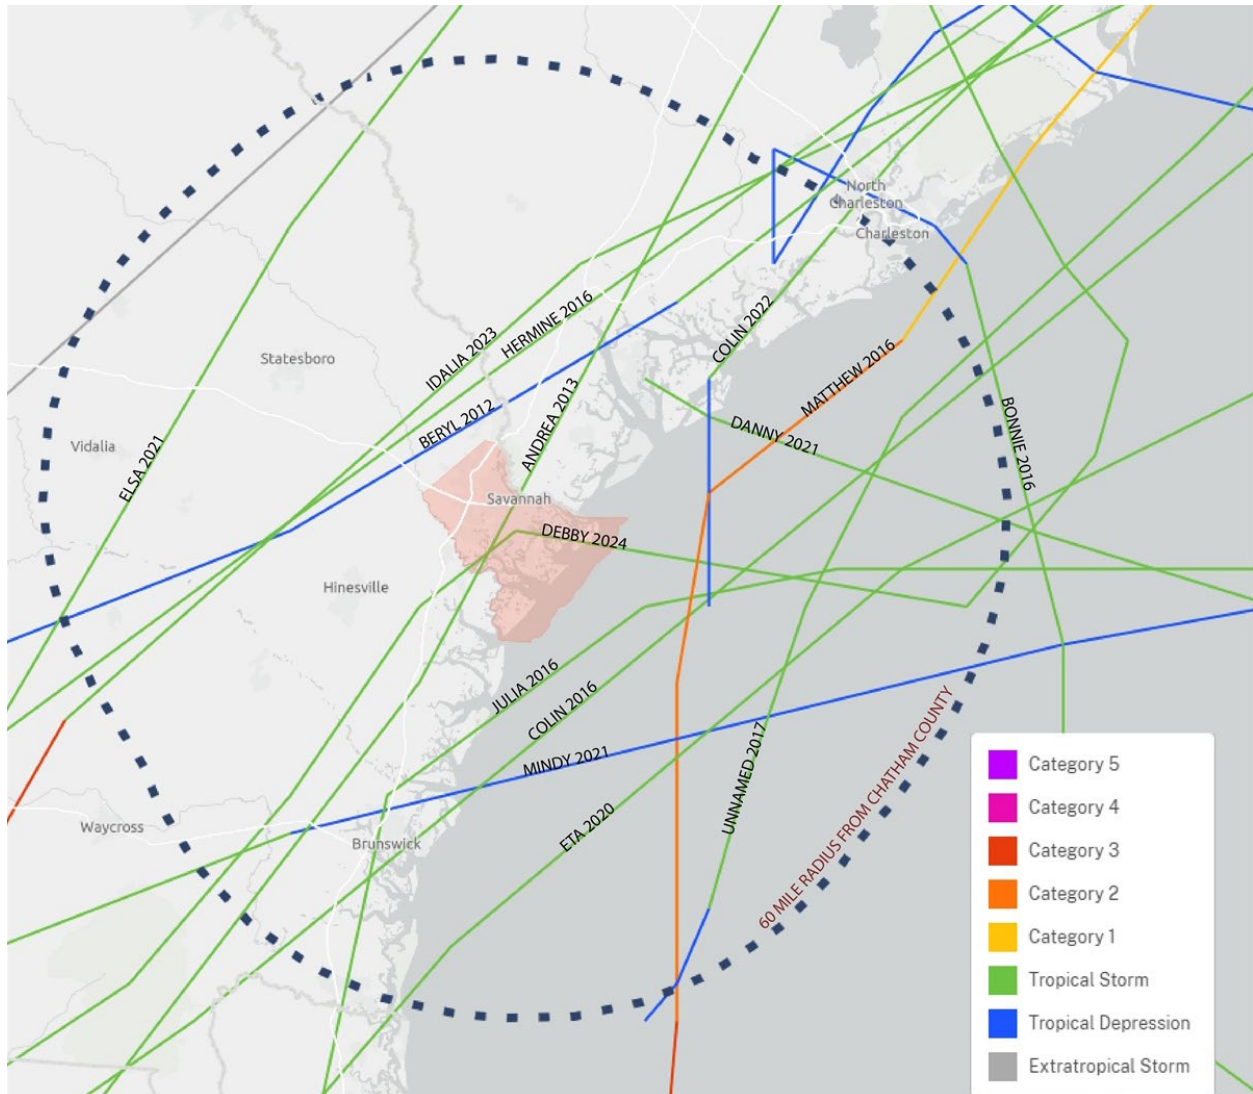 North
Charleston
Charleston
COLIN 2022
HERMINE 2016
IDALIA 2023
Statesboro
MATTHEW 2016
BERYL 2012
ANDREA 2013
DANNY 2021
BONNIE 2016
Vidalia
ELSA 2021
Savannah
DEBBY 2024
Hinesville
JULIA 2016
COLIN 2016
MINDY 2021
UNNAMED 2017
60 MILE RADIUS FROM CHATHAM COUNTY
ETA 2020
Waycross
Brunswick
Category 5
Category 4
Category 3
Category 2
Category 1
Tropical Storm
Tropical Depression
Extratropical Storm